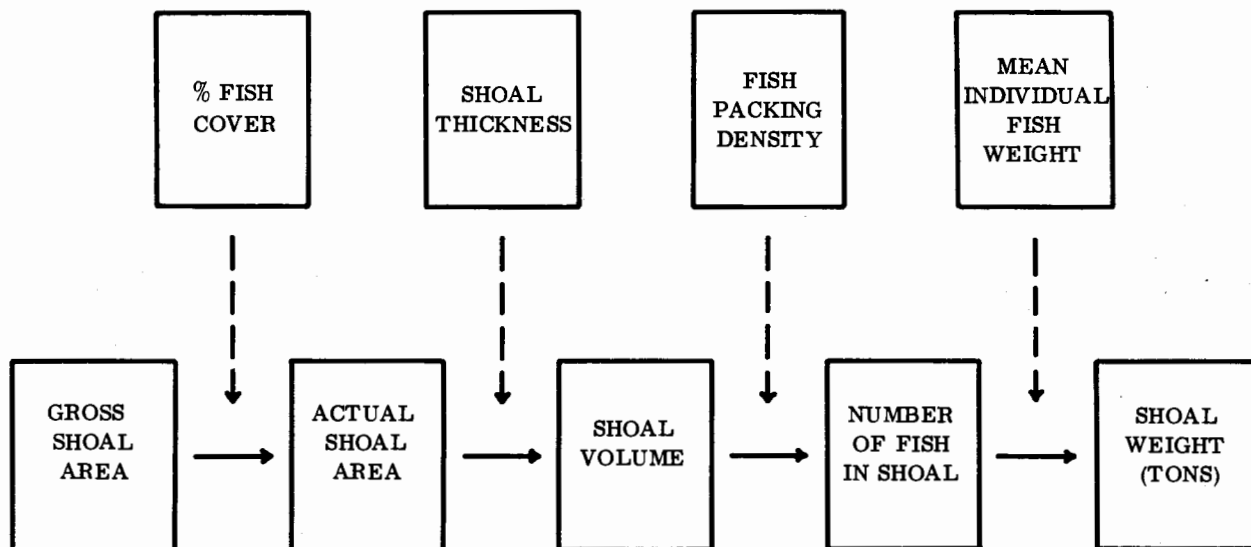 % FISH
COVER
SHOAL
THICKNESS
FISH
PACKING
DENSITY
MEAN
INDIVIDUAL
FISH
WEIGHT
GROSS
SHOAL
AREA
ACTUAL
SHOAL
AREA
SHOAL
VOLUME
NUMBER
OF FISH
IN SHOAL
SHOAL
WEIGHT
(TONS)